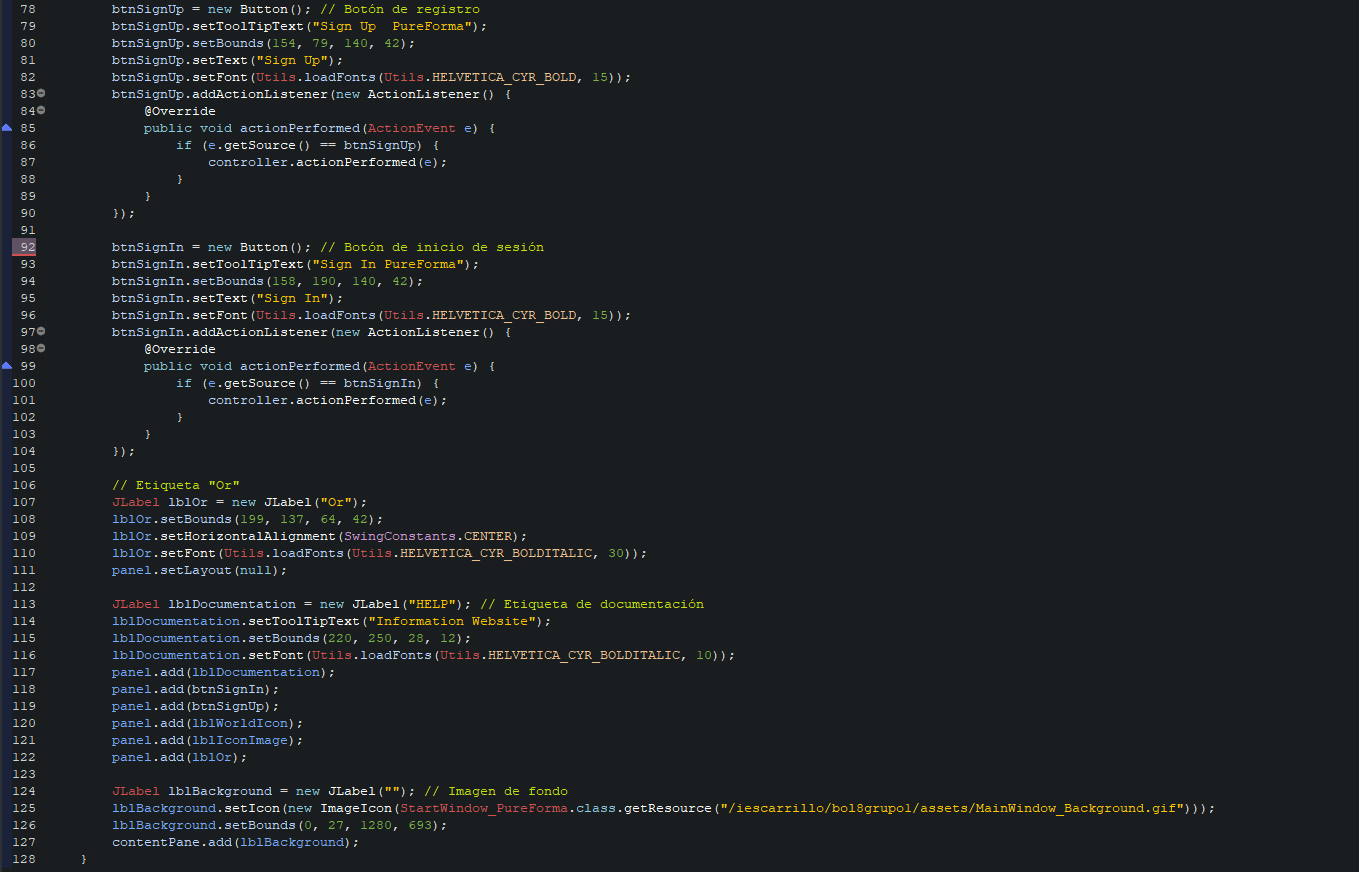 78 btnSignUp = new Button(); // Botón de registro
79 btnSignUp.setToolTipText("Sign Up  PureForma");
80 btnSignUp.setBounds(154, 79, 140, 42);
81 btnSignUp.setText("Sign Up");
82 btnSignUp.setFont(Utils.loadFonts(Utils.HELVETICA_CYR_BOLD, 15));
83 btnSignUp.addActionListener(new ActionListener() {
84     @Override
85     public void actionPerformed(ActionEvent e) {
86         if (e.getSource() == btnSignUp) {
87             controller.actionPerformed(e);
88         }
89     }
90 });
91
92 btnSignIn = new Button(); // Botón de inicio de sesión
93 btnSignIn.setToolTipText("Sign In PureForma");
94 btnSignIn.setBounds(158, 190, 140, 42);
95 btnSignIn.setText("Sign In");
96 btnSignIn.setFont(Utils.loadFonts(Utils.HELVETICA_CYR_BOLD, 15));
97 btnSignIn.addActionListener(new ActionListener() {
98     @Override
99     public void actionPerformed(ActionEvent e) {
100         if (e.getSource() == btnSignIn) {
101             controller.actionPerformed(e);
102         }
103     }
104 });
105
106 // Etiqueta "Or"
107 JLabel lblOr = new JLabel("Or");
108 lblOr.setBounds(199, 137, 64, 42);
109 lblOr.setHorizontalAlignment(SwingConstants.CENTER);
110 lblOr.setFont(Utils.loadFonts(Utils.HELVETICA_CYR_BOLDITALIC, 30));
111 panel.setLayout(null);
112
113 JLabel lblDocumentation = new JLabel("HELP"); // Etiqueta de documentación
114 lblDocumentation.setToolTipText("Information Website");
115 lblDocumentation.setBounds(220, 250, 28, 12);
116 lblDocumentation.setFont(Utils.loadFonts(Utils.HELVETICA_CYR_BOLDITALIC, 10));
117 panel.add(lblDocumentation);
118 panel.add(btnSignIn);
119 panel.add(btnSignUp);
120 panel.add(lblWorldIcon);
121 panel.add(lblIconImage);
122 panel.add(lblOr);
123
124 JLabel lblBackground = new JLabel(""); // Imagen de fondo
125 lblBackground.setIcon(new ImageIcon(StartWindow_PureForma.class.getResource("/iescarrillo/bol8grupo1/assets/MainWindow_Background.gif")));
126 lblBackground.setBounds(0, 27, 1280, 693);
127 contentPane.add(lblBackground);
128 }